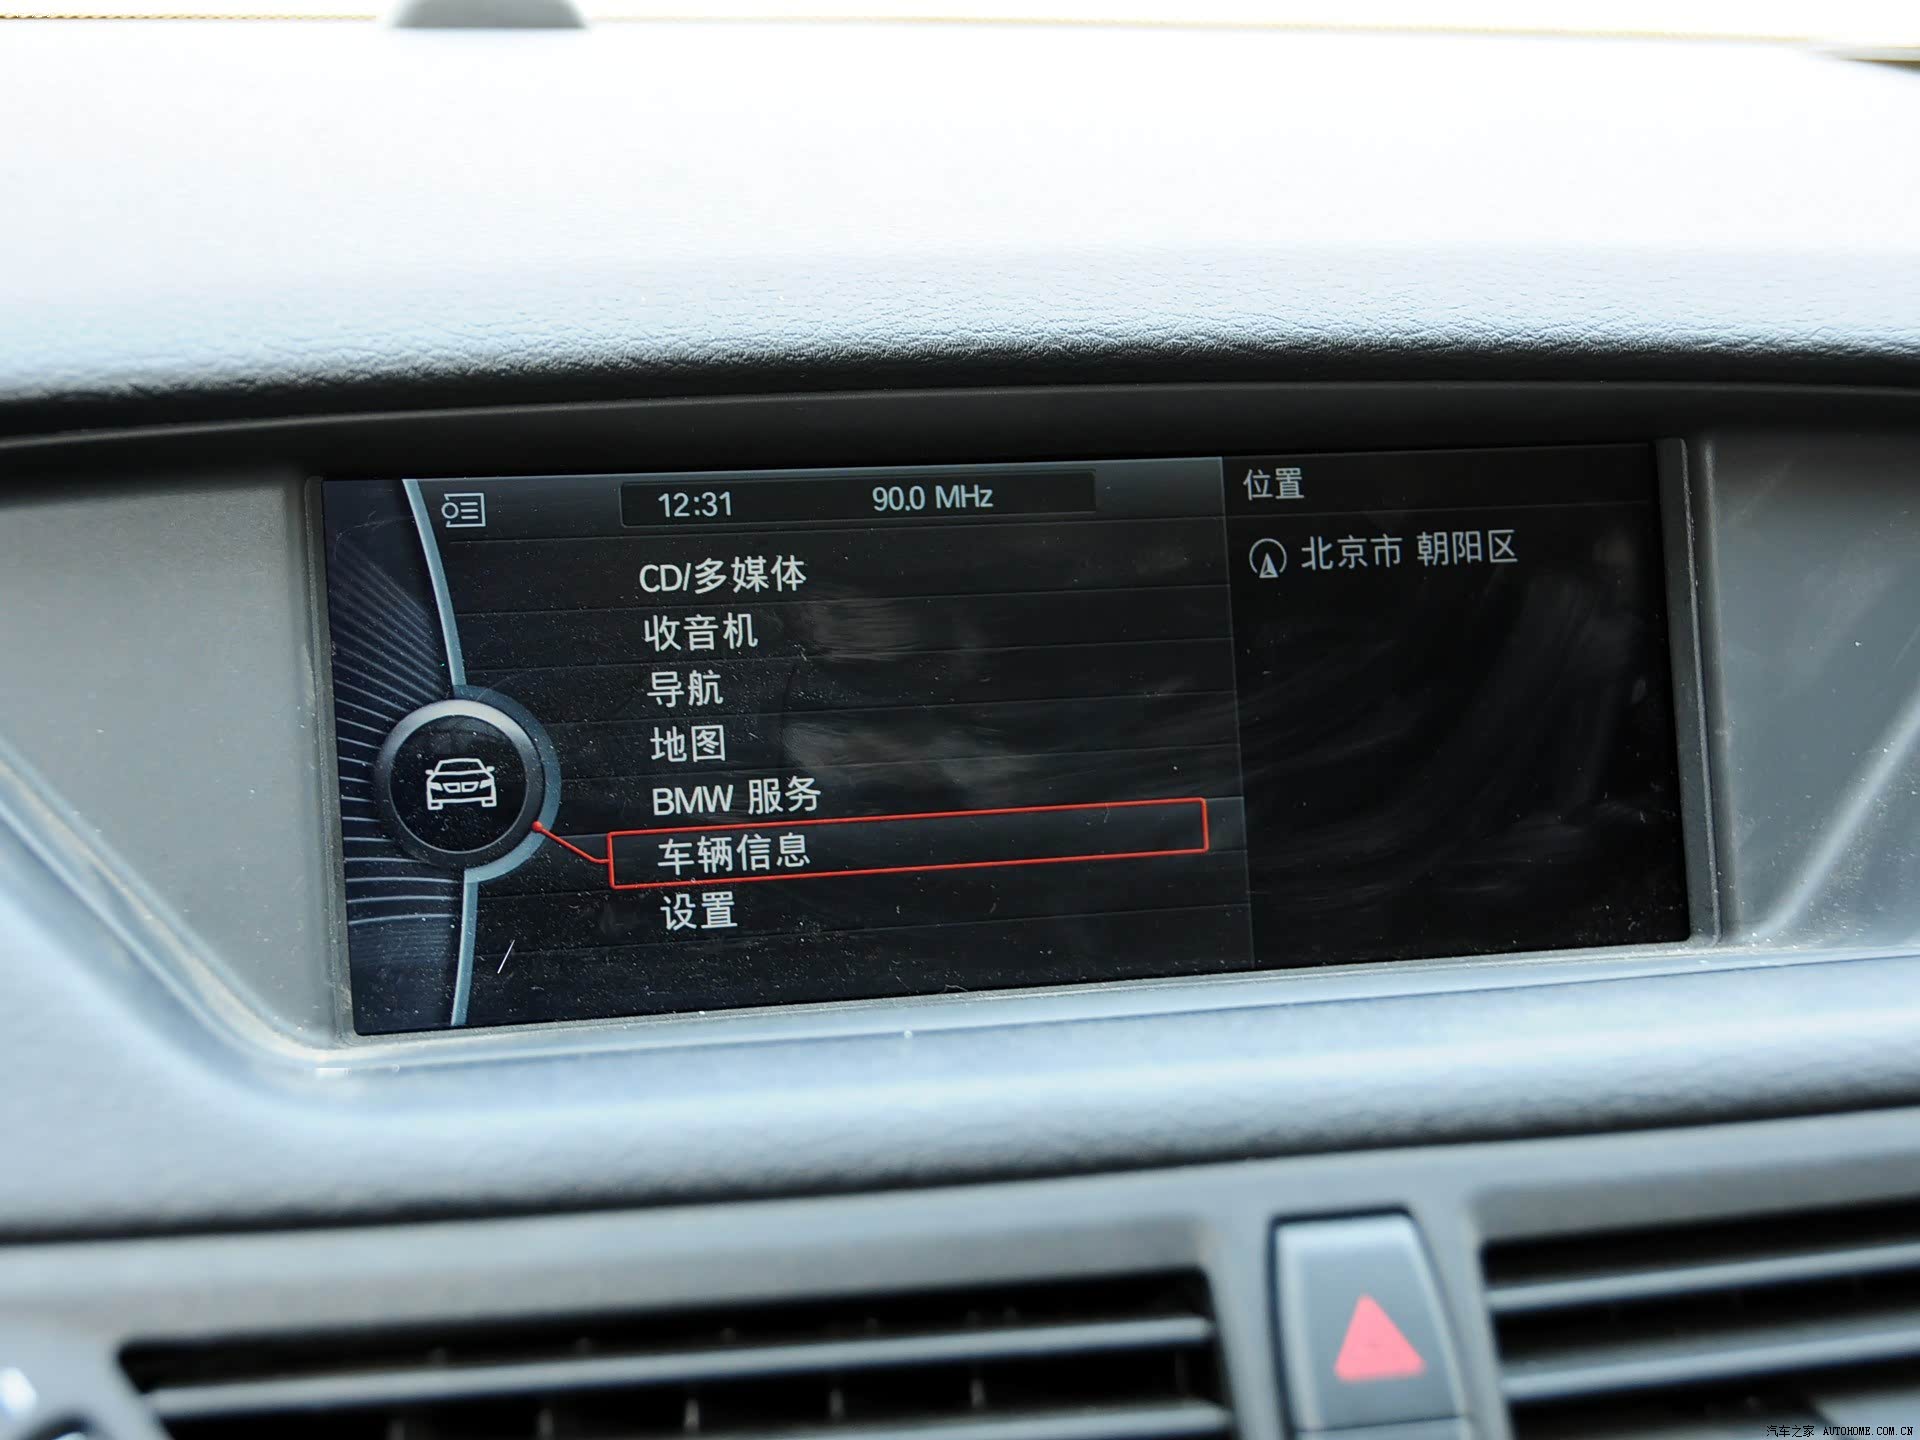 12:31 90.0 MHz
CD/多媒体
收音机
导航
地图
BMW 服务
车辆信息
设置
位置
北京市 朝阳区
汽车之家 AUTOHOME.COM.CN